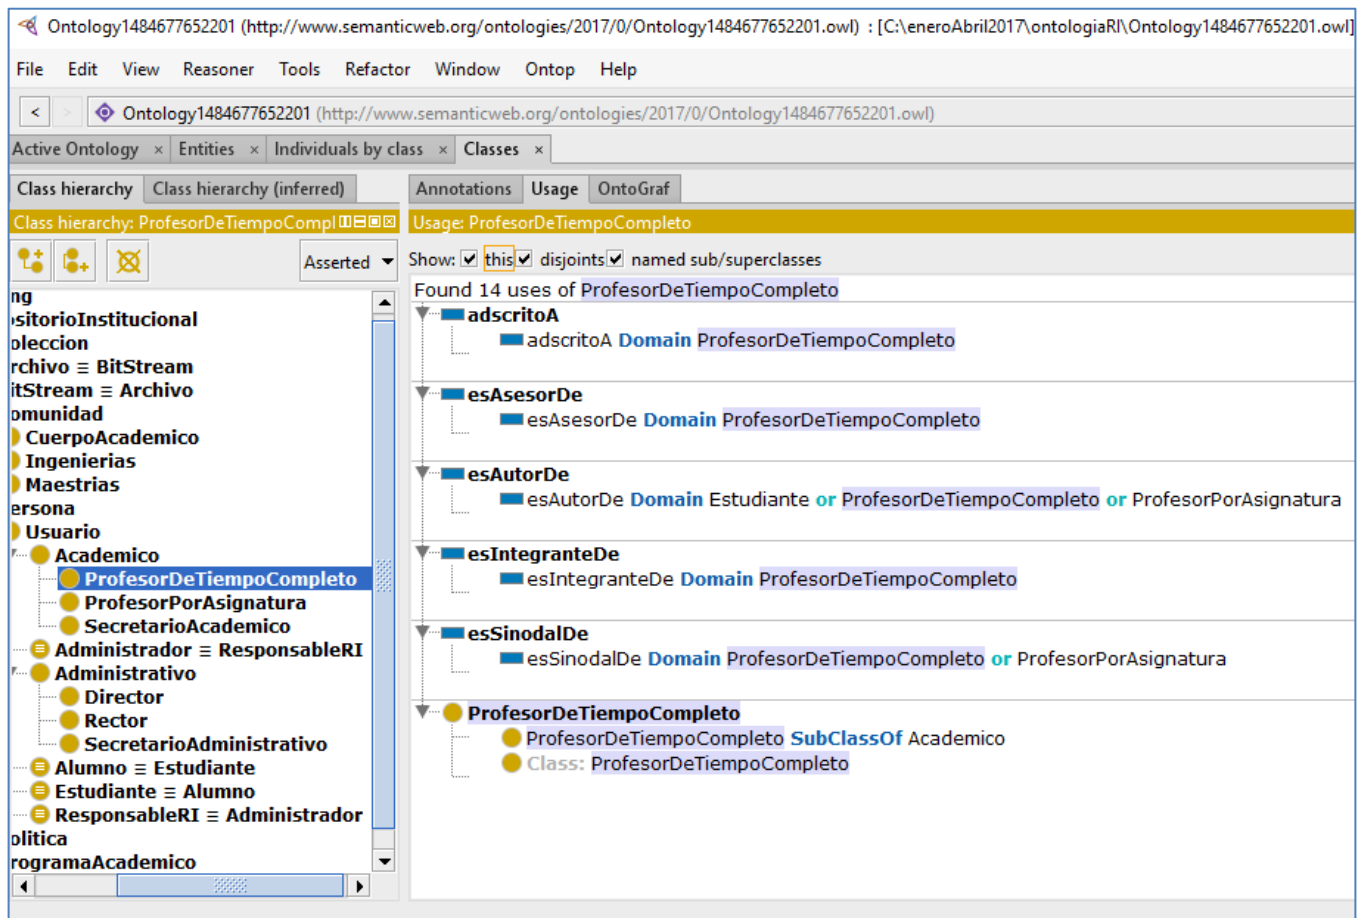 Ontology1484677652201 (http://www.semanticweb.org/ontologies/2017/0/Ontology1484677652201.owl) : [C:\eneroAbril2017\ontologiaRI\Ontology1484677652201.owl]
File Edit View Reasoner Tools Refactor Window Ontop Help
< > Ontology1484677652201 (http://www.semanticweb.org/ontologies/2017/0/Ontology1484677652201.owl)
Active Ontology × Entities × Individuals by class × Classes ×
Class hierarchy Class hierarchy (inferred)
Class hierarchy: ProfesorDeTiempoCompl
Asserted
ng
ositorioInstitucional
oleccion
rchivo ≡ BitStream
itStream ≡ Archivo
omunidad
CuerpoAcademico
Ingenierias
Maestrias
ersona
Usuario
Academico
ProfesorDeTiempoCompleto
ProfesorPorAsignatura
SecretarioAcademico
Administrador ≡ ResponsableRI
Administrativo
Director
Rector
SecretarioAdministrativo
Alumno ≡ Estudiante
Estudiante ≡ Alumno
ResponsableRI ≡ Administrador
olitica
rogramaAcademico
Annotations Usage OntoGraf
Usage: ProfesorDeTiempoCompleto
Show: this disjoints named sub/superclasses
Found 14 uses of ProfesorDeTiempoCompleto
adscritoA
adscritoA Domain ProfesorDeTiempoCompleto
esAsesorDe
esAsesorDe Domain ProfesorDeTiempoCompleto
esAutorDe
esAutorDe Domain Estudiante or ProfesorDeTiempoCompleto or ProfesorPorAsignatura
esIntegranteDe
esIntegranteDe Domain ProfesorDeTiempoCompleto
esSinodalDe
esSinodalDe Domain ProfesorDeTiempoCompleto or ProfesorPorAsignatura
ProfesorDeTiempoCompleto
ProfesorDeTiempoCompleto SubClassOf Academico
Class: ProfesorDeTiempoCompleto